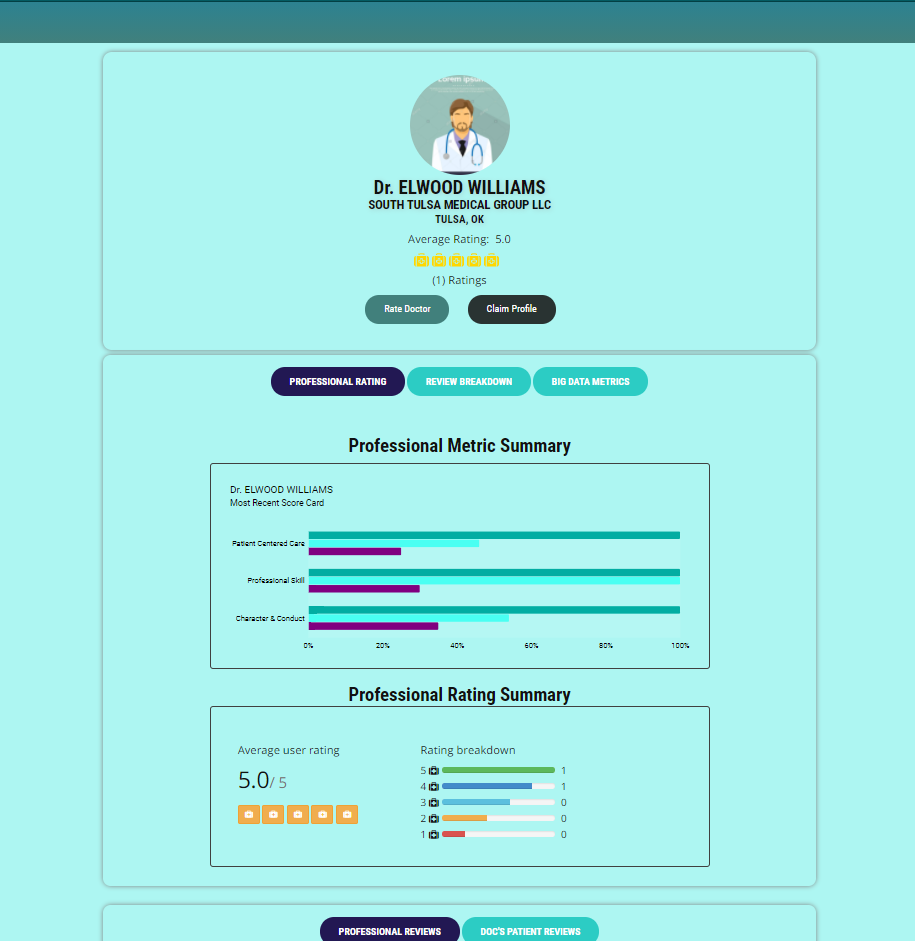 Lorem ipsum
Dr. ELWOOD WILLIAMS
SOUTH TULSA MEDICAL GROUP LLC
TULSA, OK
Average Rating: 5.0
(1) Ratings
Rate Doctor Claim Profile
PROFESSIONAL RATING REVIEW BREAKDOWN BIG DATA METRICS
Professional Metric Summary
Dr. ELWOOD WILLIAMS
Most Recent Score Card
Patient Centered Care
Professional Skill
Character & Conduct
0% 20% 40% 60% 80% 100%
Professional Rating Summary
Average user rating
5.0 / 5
Rating breakdown
5 1
4 1
3 0
2 0
1 0
PROFESSIONAL REVIEWS DOC'S PATIENT REVIEWS